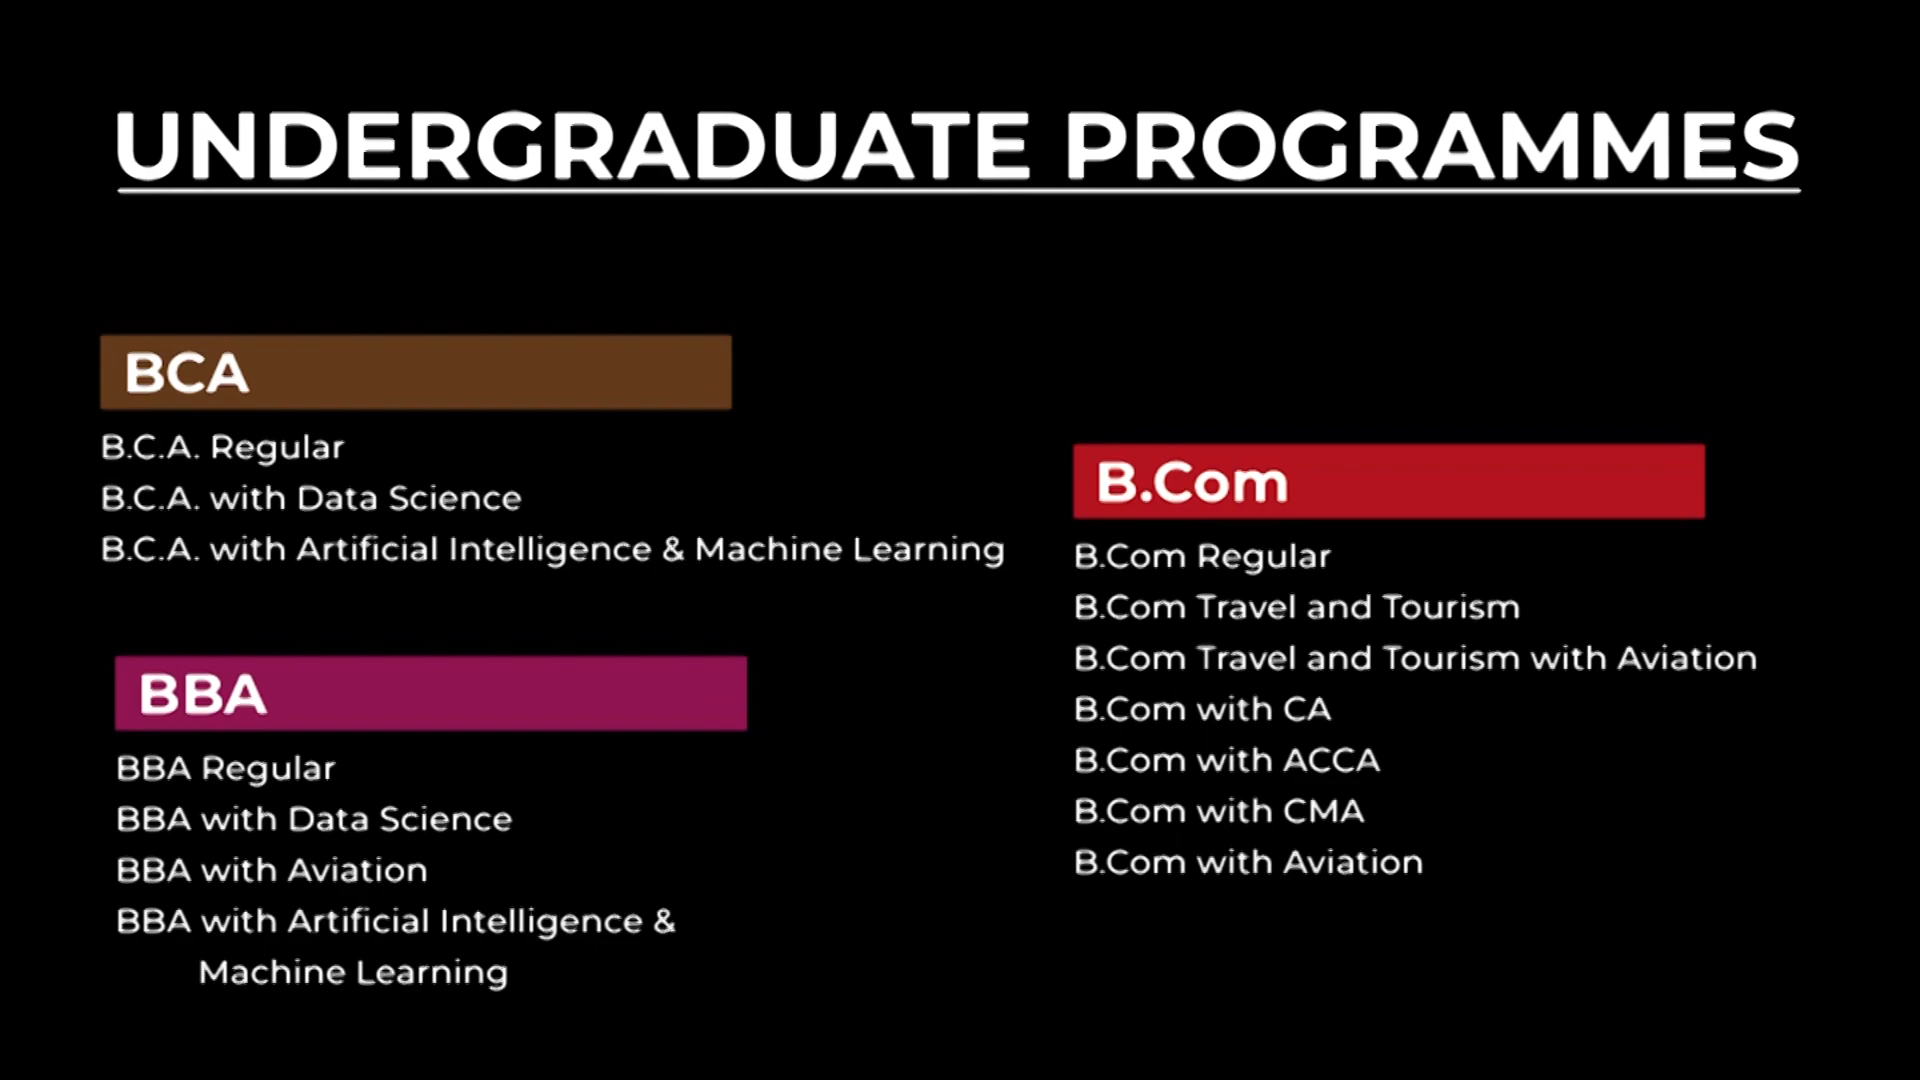 UNDERGRADUATE PROGRAMMES
BCA
B.C.A. Regular
B.C.A. with Data Science
B.C.A. with Artificial Intelligence & Machine Learning
BBA
BBA Regular
BBA with Data Science
BBA with Aviation
BBA with Artificial Intelligence &
Machine Learning
B.Com
B.Com Regular
B.Com Travel and Tourism
B.Com Travel and Tourism with Aviation
B.Com with CA
B.Com with ACCA
B.Com with CMA
B.Com with Aviation